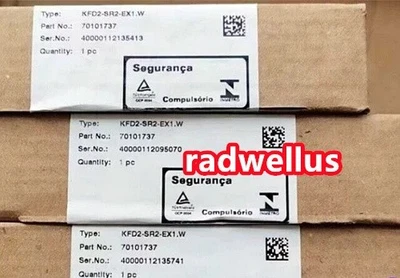 Type: KFD2-SR2-EX1.W
Part No.: 70101737
Ser.No.: 40000112135413
Quantity: 1 pc
Segurança
Compulsório
INMETRO
Type: KFD2-SR2-EX1.W
Part No.: 70101737
Ser.No.: 40000112095070
Quantity: 1 pc
radwellus
Segurança
Compulsório
INMETRO
Type: KFD2-SR2-EX1.W
Part No.: 70101737
Ser.No.: 40000112135741
Quantity: 1 pc